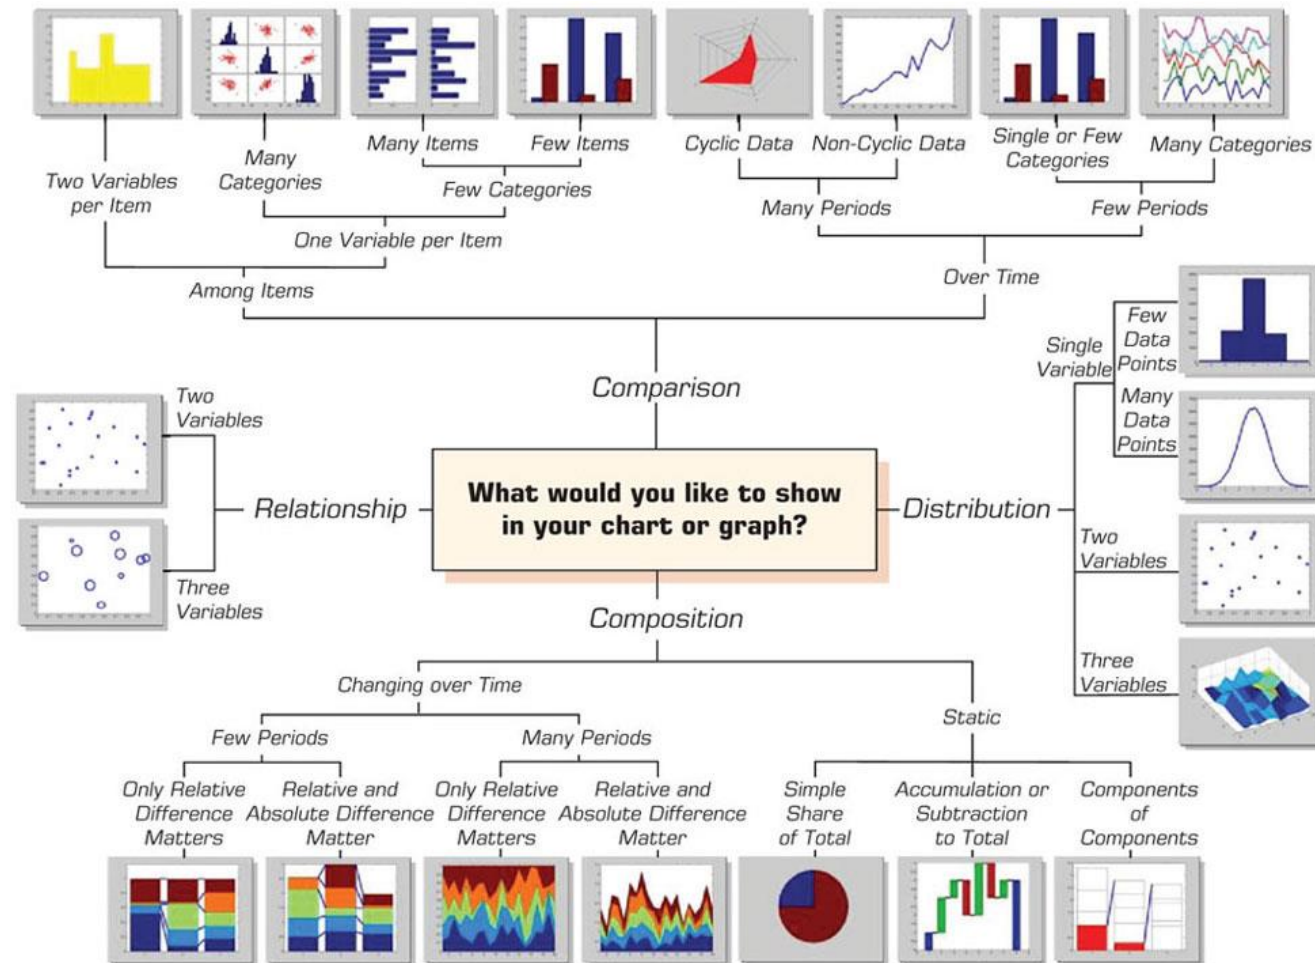 Many Items
Few Items
Cyclic Data
Non-Cyclic Data
Single or Few
Categories
Many Categories
Two Variables
per Item
Many
Categories
Few Categories
Many Periods
Few Periods
One Variable per Item
Among Items
Over Time
Comparison
Single
Variable
Few
Data
Points
Many
Data
Points
Two
Variables
Relationship
Three
Variables
What would you like to show
in your chart or graph?
Distribution
Two
Variables
Three
Variables
Composition
Changing over Time
Static
Few Periods
Many Periods
Only Relative
Difference
Matters
Relative and
Absolute Difference
Matter
Only Relative
Difference
Matters
Relative and
Absolute Difference
Matter
Simple
Share
of Total
Accumulation or
Subtraction
to Total
Components
of
Components